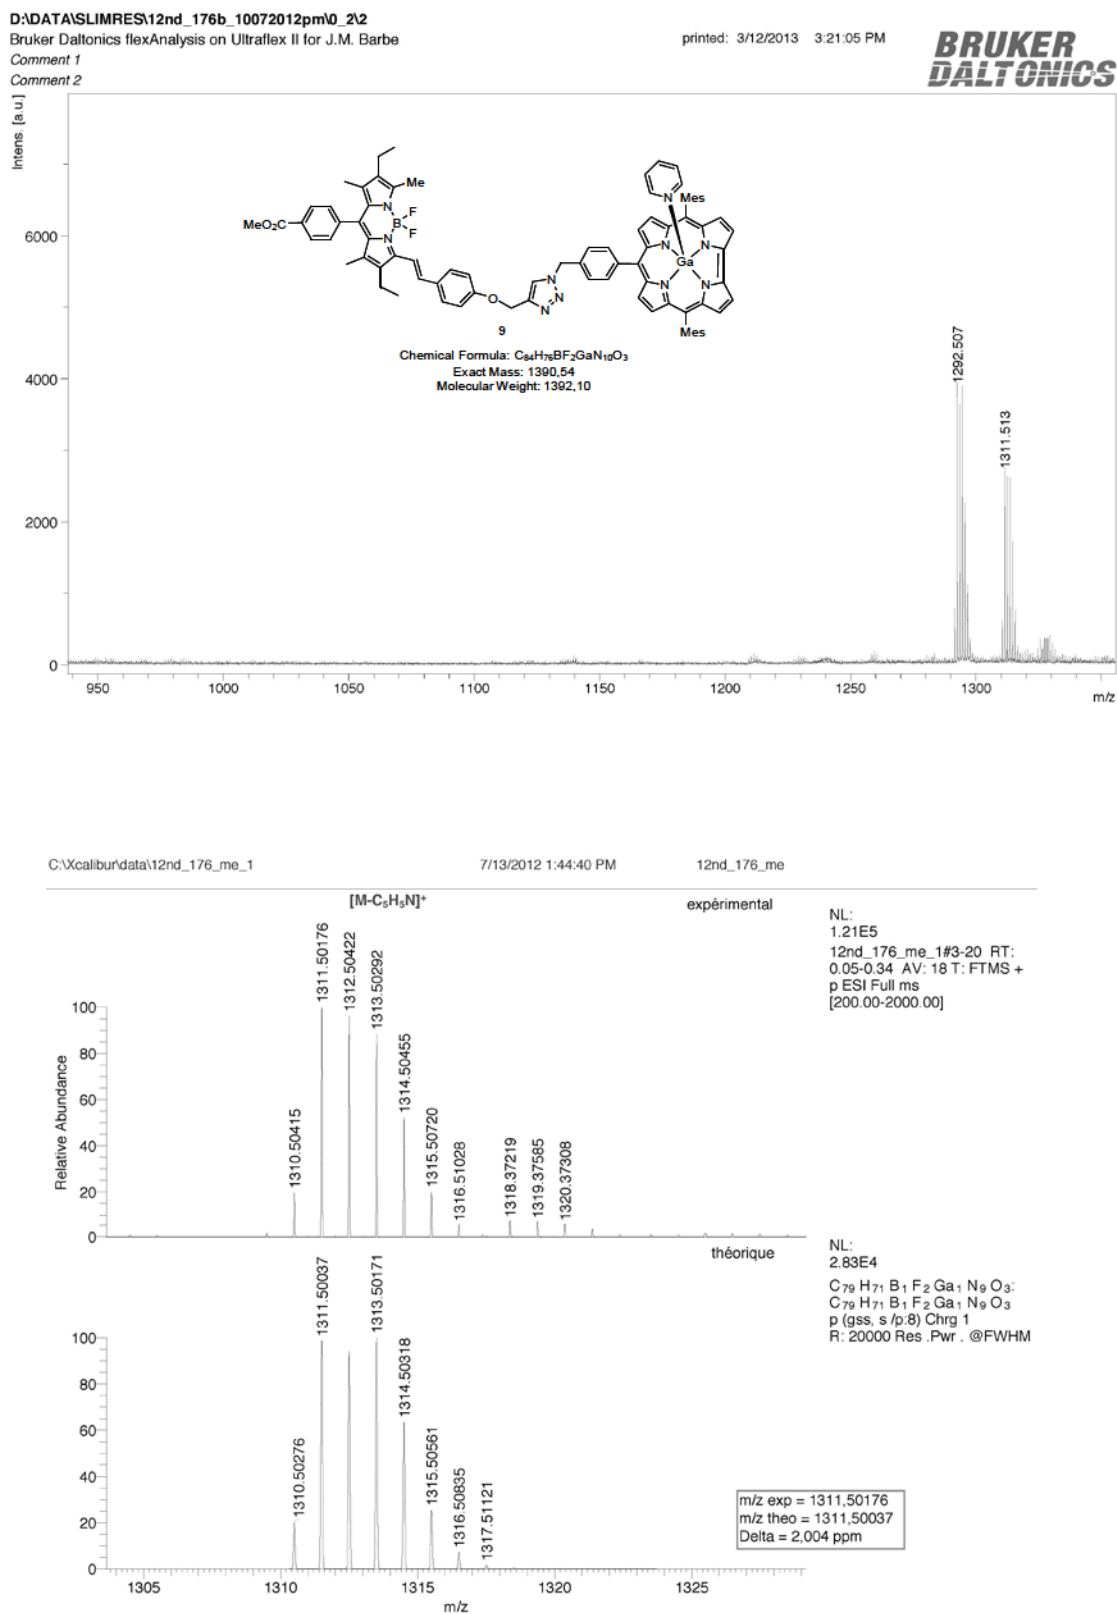 D:\DATA\SLIMRES\12nd_176b_10072012pm\0_2\2
Bruker Daltonics flexAnalysis on Ultraflex II for J.M. Barbe
printed: 3/12/2013 3:21:05 PM
BRUKER
DALTONICS
Comment 1
Comment 2
Intens. [a.u.]
6000
4000
2000
0
Me
MeO₂C
N
B
F
F
N
O
N
N
N
N
Mes
N
N
Ga
N
N
Mes
9
Chemical Formula: C₈₄H₇₆BF₂GaN₁₀O₃
Exact Mass: 1390,54
Molecular Weight: 1392,10
1292.507
1311.513
950
1000
1050
1100
1150
1200
1250
1300
m/z
C:\Xcalibur\data\12nd_176_me_1
7/13/2012 1:44:40 PM
12nd_176_me
[M-C₅H₅N]⁺
expérimental
NL:
1.21E5
12nd_176_me_1#3-20 RT:
0.05-0.34 AV: 18 T: FTMS +
p ESI Full ms
[200.00-2000.00]
Relative Abundance
100
80
60
40
20
0
1310.50415
1311.50176
1312.50422
1313.50292
1314.50455
1315.50720
1316.51028
1318.37219
1319.37585
1320.37308
théorique
NL:
2.83E4
C₇₉ H₇₁ B₁ F₂ Ga₁ N₉ O₃:
C₇₉ H₇₁ B₁ F₂ Ga₁ N₉ O₃
p (gss, s /p:8) Chrg 1
R: 20000 Res .Pwr . @FWHM
100
80
60
40
20
0
1310.50276
1311.50037
1313.50171
1314.50318
1315.50561
1316.50835
1317.51121
m/z exp = 1311,50176
m/z theo = 1311,50037
Delta = 2,004 ppm
1305
1310
1315
1320
1325
m/z